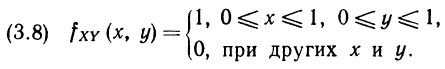 (3.8) f_XY (x, y) = { 1, 0 ⩽ x ⩽ 1, 0 ⩽ y ⩽ 1,
0, при других x и y.